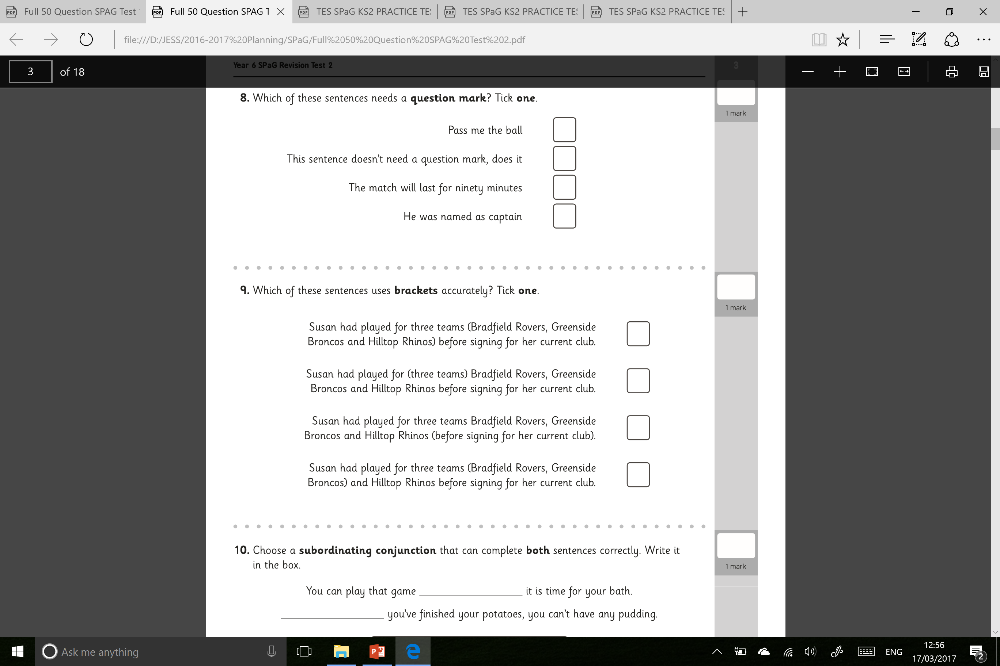 Full 50 Question SPAG Test
Full 50 Question SPAG T
TES SPaG KS2 PRACTICE TES
TES SPaG KS2 PRACTICE TES
TES SPaG KS2 PRACTICE TES
file:///D:/JESS/2016-2017%20Planning/SPaG/Full%2050%20Question%20SPAG%20Test%202.pdf
3 of 18
Year 6 SPaG Revision Test 2
3
8. Which of these sentences needs a question mark? Tick one.
1 mark
Pass me the ball
This sentence doesn't need a question mark, does it
The match will last for ninety minutes
He was named as captain
9. Which of these sentences uses brackets accurately? Tick one.
1 mark
Susan had played for three teams (Bradfield Rovers, Greenside
Broncos and Hilltop Rhinos) before signing for her current club.
Susan had played for (three teams) Bradfield Rovers, Greenside
Broncos and Hilltop Rhinos before signing for her current club.
Susan had played for three teams Bradfield Rovers, Greenside
Broncos and Hilltop Rhinos (before signing for her current club).
Susan had played for three teams (Bradfield Rovers, Greenside
Broncos) and Hilltop Rhinos before signing for her current club.
10. Choose a subordinating conjunction that can complete both sentences correctly. Write it
in the box.
1 mark
You can play that game ________ it is time for your bath.
________ you've finished your potatoes, you can't have any pudding.
Ask me anything
ENG
12:56
17/03/2017
2